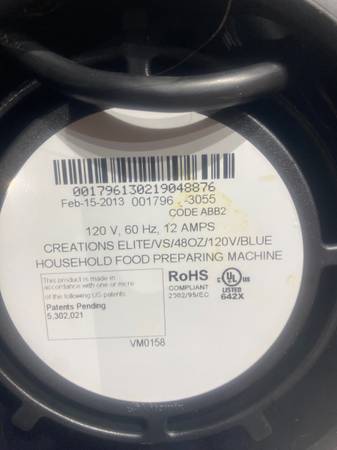 001796130219048876
Feb-15-2013 001796 -3055
CODE ABB2
120 V, 60 Hz, 12 AMPS
CREATIONS ELITE/VS/48OZ/120V/BLUE
HOUSEHOLD FOOD PREPARING MACHINE
This product is made in
accordance with one or more
of the following US patents.
Patents Pending
5,302,021
RoHS
COMPLIANT
2002/95/EC
UL
LISTED
642X
VM0158